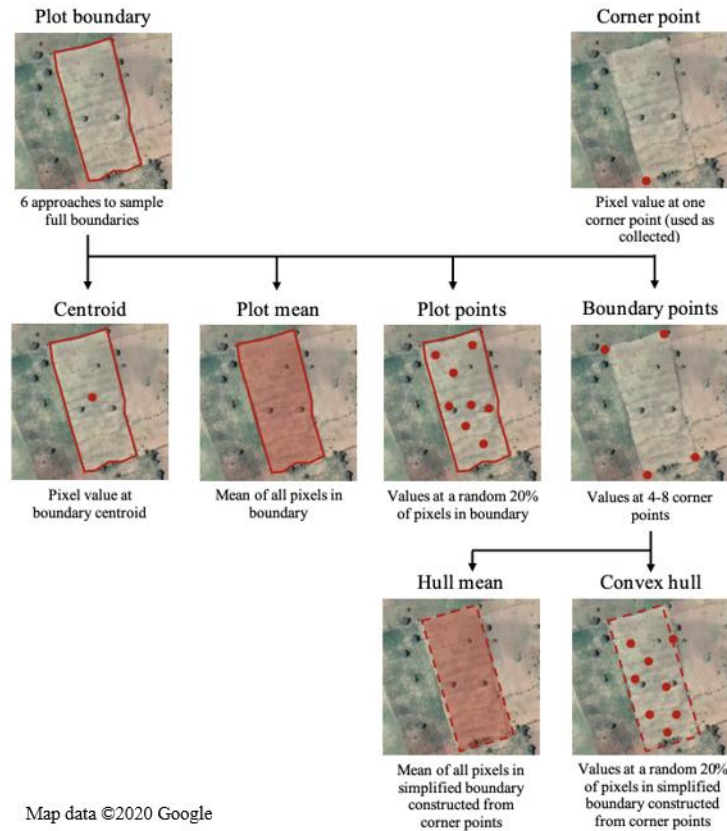 Plot boundary
Corner point
6 approaches to sample
full boundaries
Pixel value at one
corner point (used as
collected)
Centroid
Plot mean
Plot points
Boundary points
Pixel value at
boundary centroid
Mean of all pixels in
boundary
Values at a random 20%
of pixels in boundary
Values at 4-8 corner
points
Hull mean
Convex hull
Mean of all pixels in
simplified boundary
constructed from
corner points
Values at a random 20%
of pixels in simplified
boundary constructed
from corner points
Map data ©2020 Google